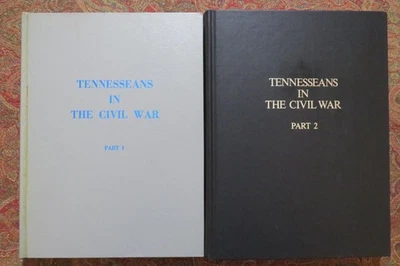 TENNESSEANS
IN
THE CIVIL WAR
PART 1
TENNESSEANS
IN
THE CIVIL WAR
PART 2